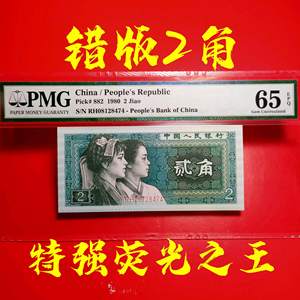 错版2角
PMG
PAPER MONEY GUARANTY
China / People's Republic
Pick# 882 1980 2 Jiao
S/N RH08128474 - People's Bank of China
65 EPQ
Gem Uncirculated
中国人民银行
贰角
2
2
特强荧光之王